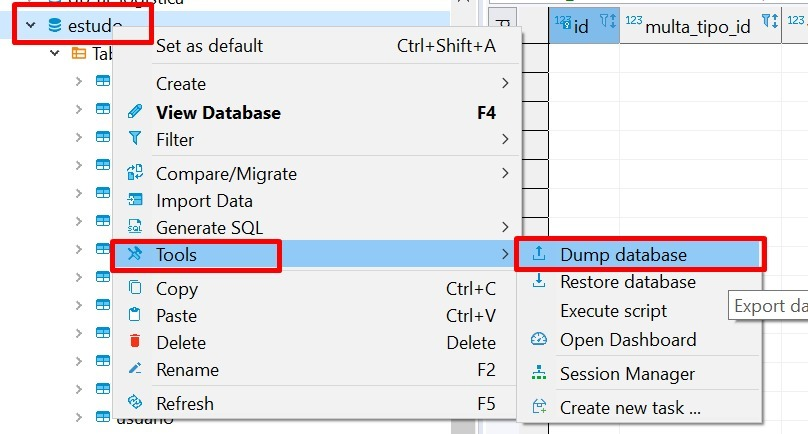 estudo
Tab
Set as default Ctrl+Shift+A
Create
View Database F4
Filter
Compare/Migrate
Import Data
Generate SQL
Tools
Copy Ctrl+C
Paste Ctrl+V
Delete Delete
Rename F2
Refresh F5
Dump database
Restore database
Execute script
Open Dashboard
Session Manager
Create new task ...
Export da
123 id 123 multa_tipo_id 123